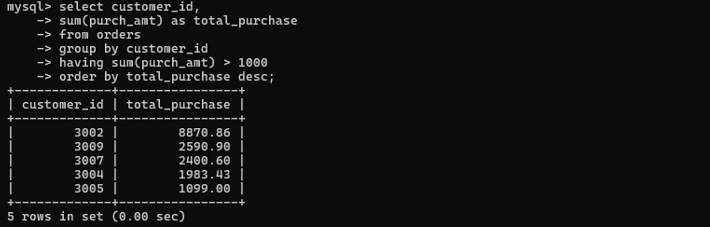 mysql> select customer_id,
    -> sum(purch_amt) as total_purchase
    -> from orders
    -> group by customer_id
    -> having sum(purch_amt) > 1000
    -> order by total_purchase desc;
+-------------+----------------+
| customer_id | total_purchase |
+-------------+----------------+
|        3002 |        8870.86 |
|        3009 |        2590.90 |
|        3007 |        2400.60 |
|        3004 |        1983.43 |
|        3005 |        1099.00 |
+-------------+----------------+
5 rows in set (0.00 sec)